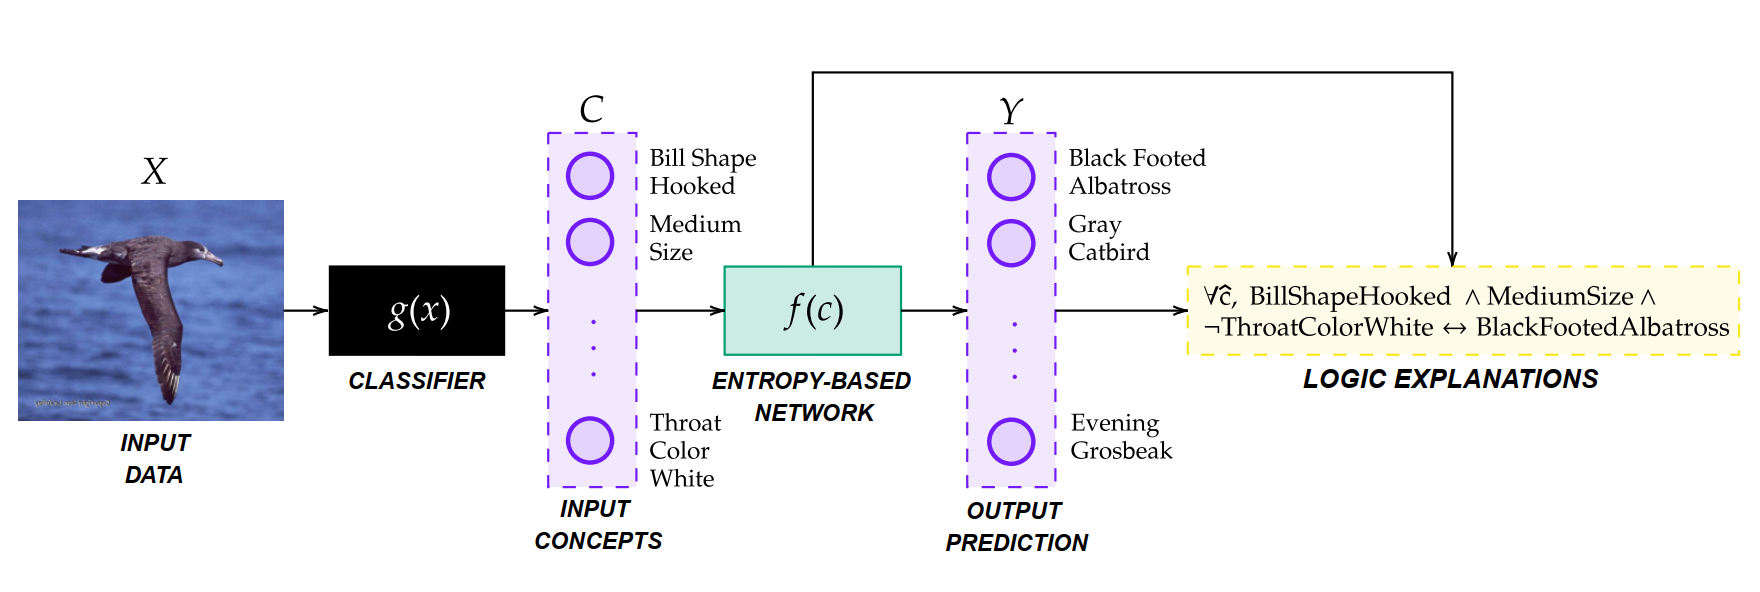 X
INPUT
DATA
g(x)
CLASSIFIER
C
Bill Shape
Hooked
Medium
Size
Throat
Color
White
INPUT
CONCEPTS
f(c)
ENTROPY-BASED
NETWORK
Y
Black Footed
Albatross
Gray
Catbird
Evening
Grosbeak
OUTPUT
PREDICTION
∀ĉ, BillShapeHooked ∧ MediumSize ∧
¬ThroatColorWhite ↔ BlackFootedAlbatross
LOGIC EXPLANATIONS